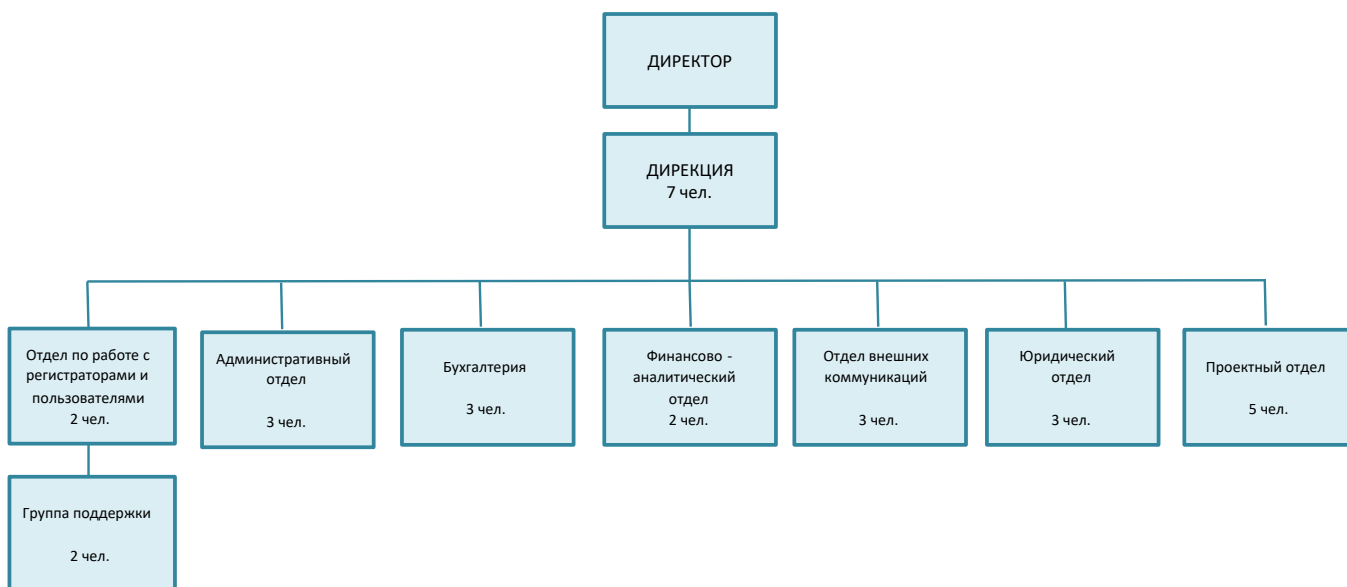 ДИРЕКТОР
ДИРЕКЦИЯ
7 чел.
Отдел по работе с
регистраторами и
пользователями
2 чел.
Административный
отдел
3 чел.
Бухгалтерия
3 чел.
Финансово -
аналитический
отдел
2 чел.
Отдел внешних
коммуникаций
3 чел.
Юридический
отдел
3 чел.
Проектный отдел
5 чел.
Группа поддержки
2 чел.